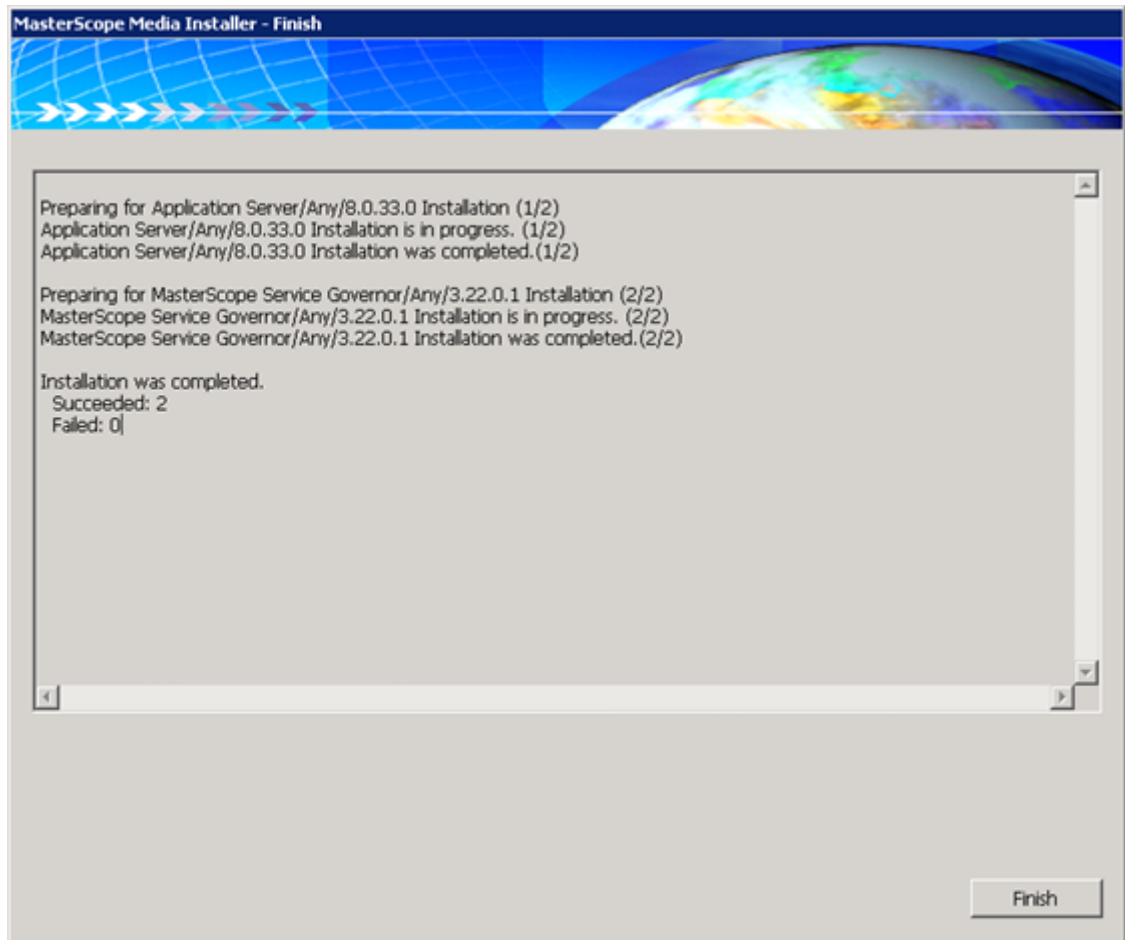 MasterScope Media Installer - Finish
Preparing for Application Server/Any/8.0.33.0 Installation (1/2)
Application Server/Any/8.0.33.0 Installation is in progress. (1/2)
Application Server/Any/8.0.33.0 Installation was completed.(1/2)
Preparing for MasterScope Service Governor/Any/3.22.0.1 Installation (2/2)
MasterScope Service Governor/Any/3.22.0.1 Installation is in progress. (2/2)
MasterScope Service Governor/Any/3.22.0.1 Installation was completed.(2/2)
Installation was completed.
Succeeded: 2
Failed: 0
Finish